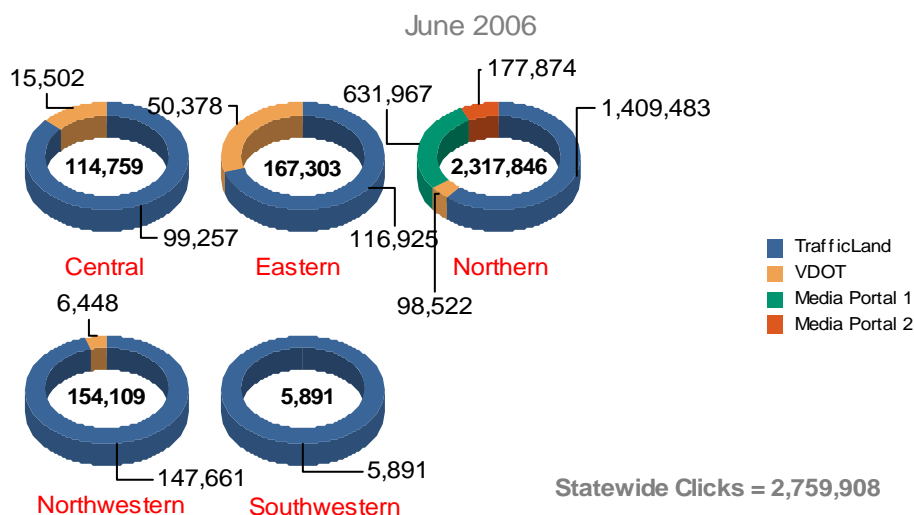 June 2006
15,502
50,378
631,967
177,874
1,409,483
114,759
167,303
2,317,846
99,257
116,925
98,522
Central
Eastern
Northern
TrafficLand
VDOT
Media Portal 1
Media Portal 2
6,448
154,109
5,891
147,661
5,891
Northwestern
Southwestern
Statewide Clicks = 2,759,908